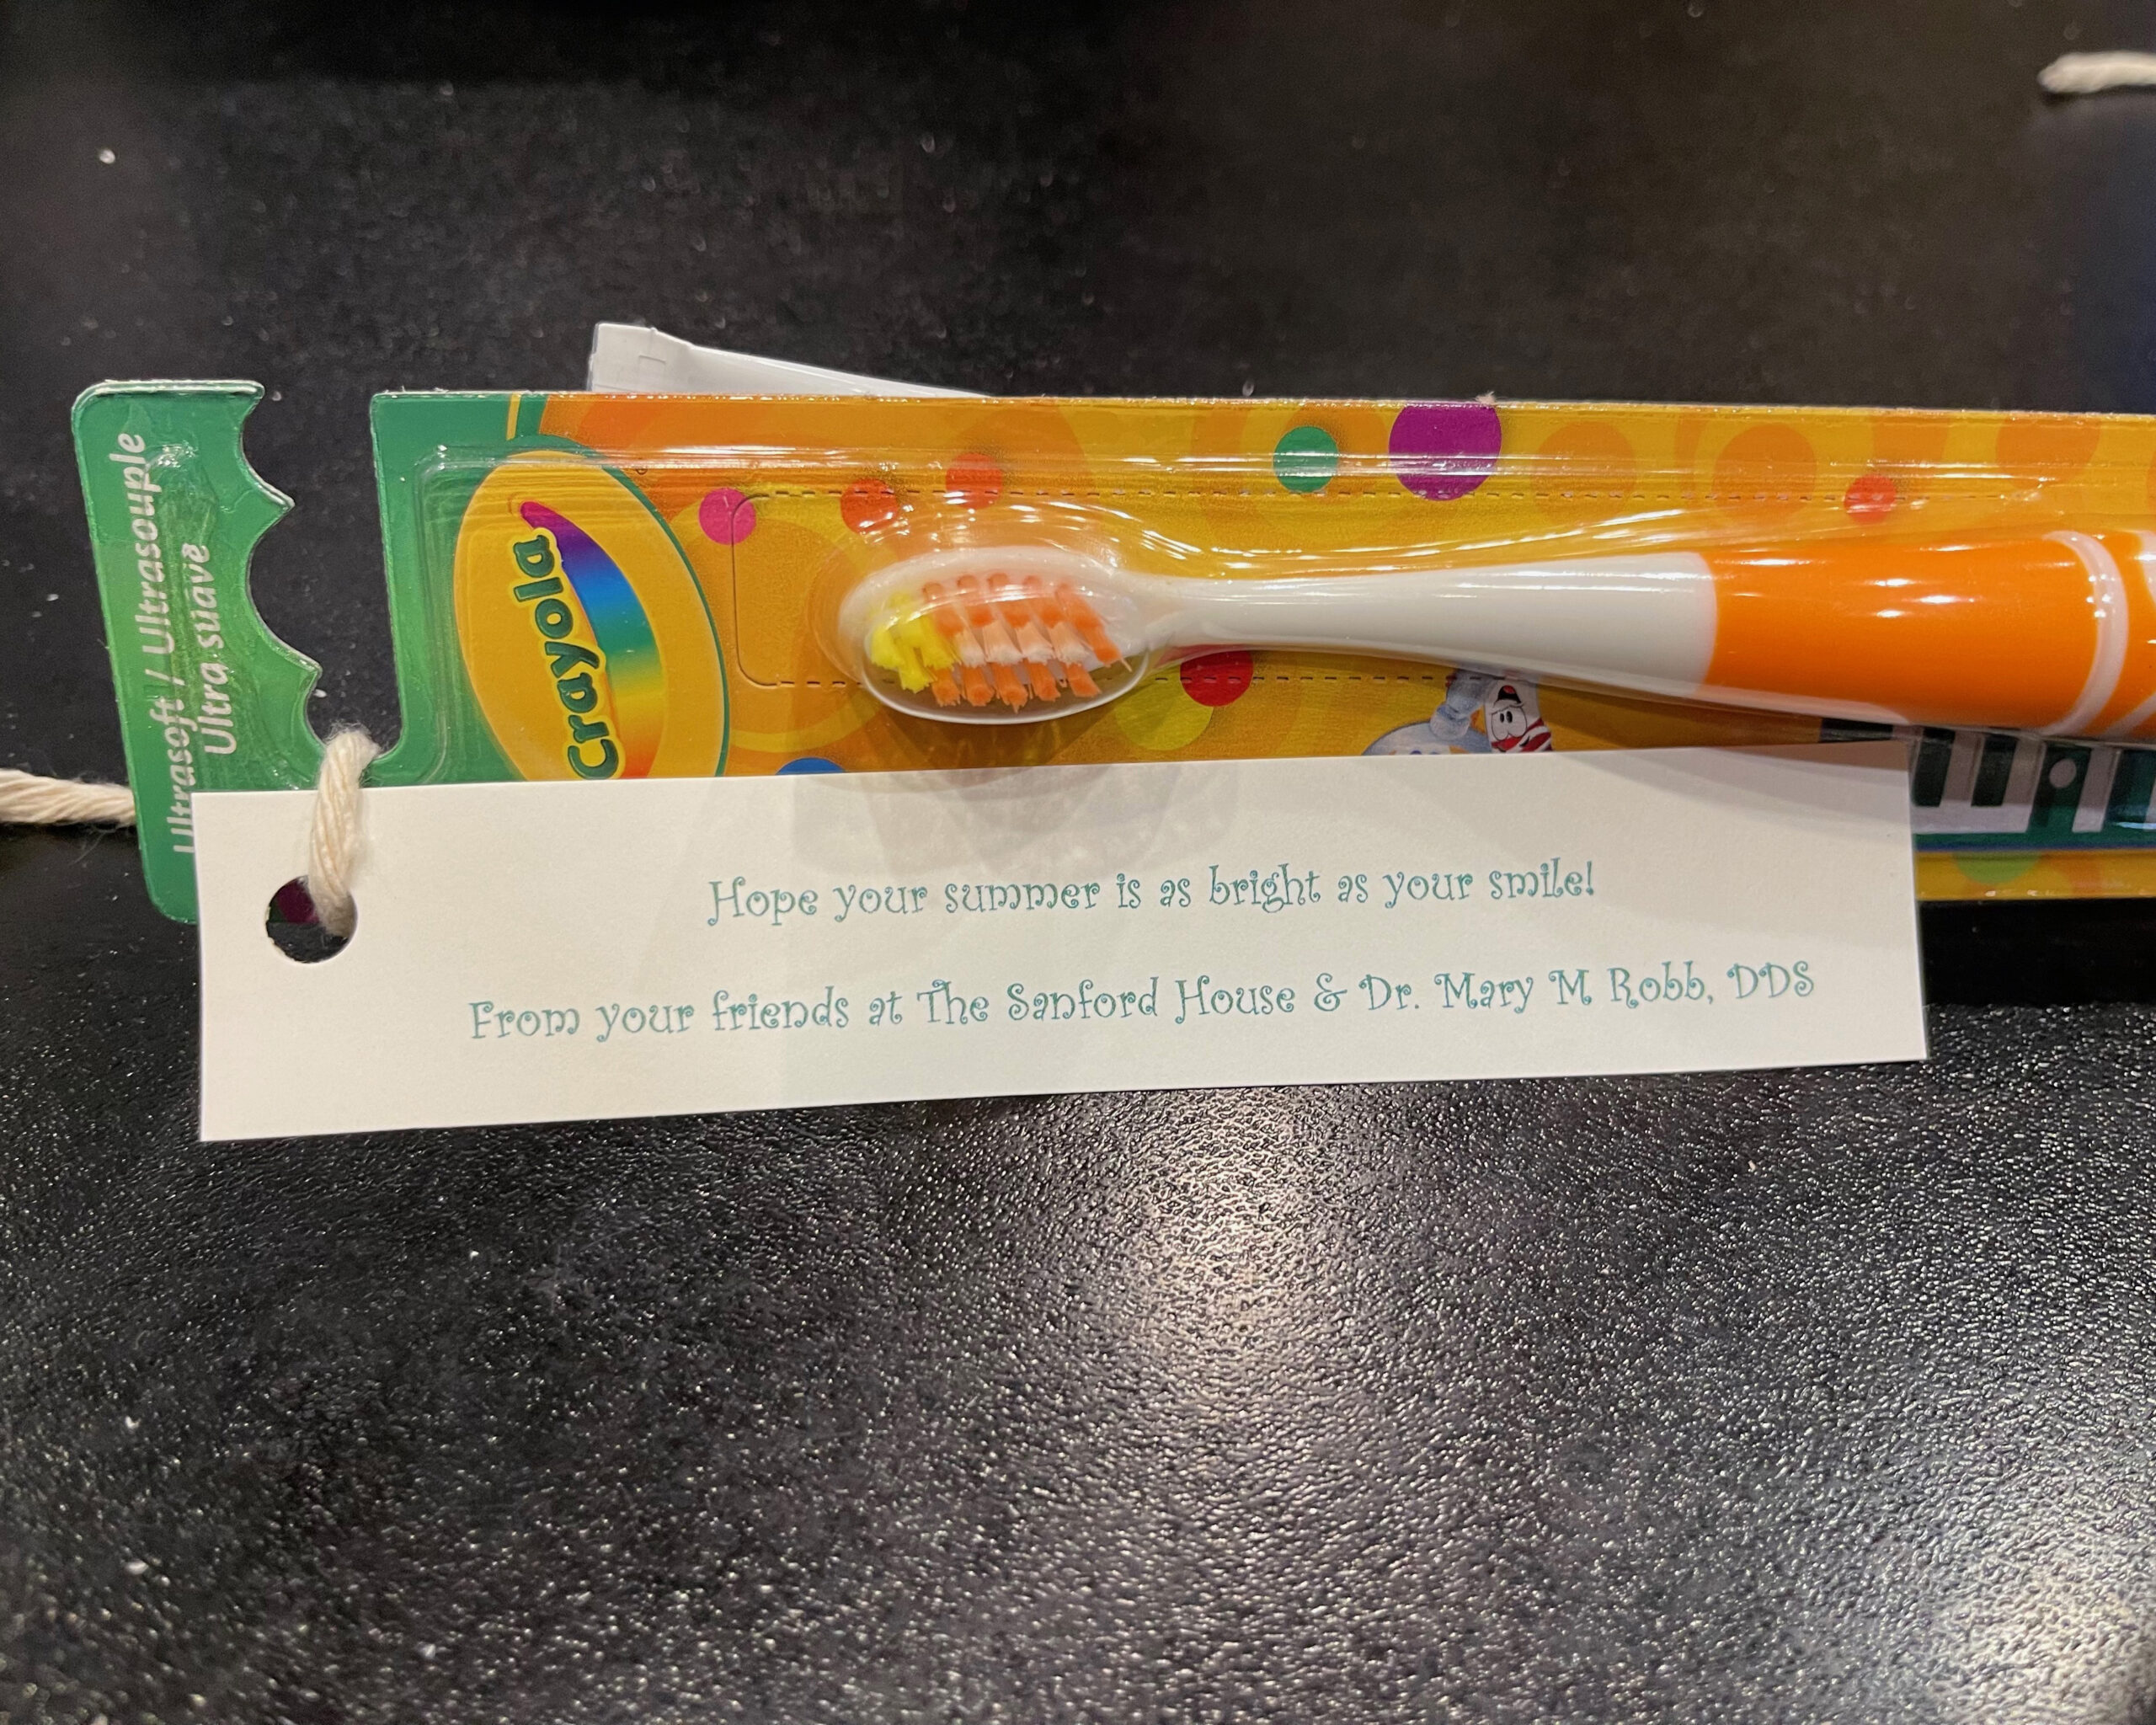 Ultrasoft / Ultrasouple
Ultra suave
Crayola
Hope your summer is as bright as your smile!
From your friends at The Sanford House & Dr. Mary M Robb, DDS